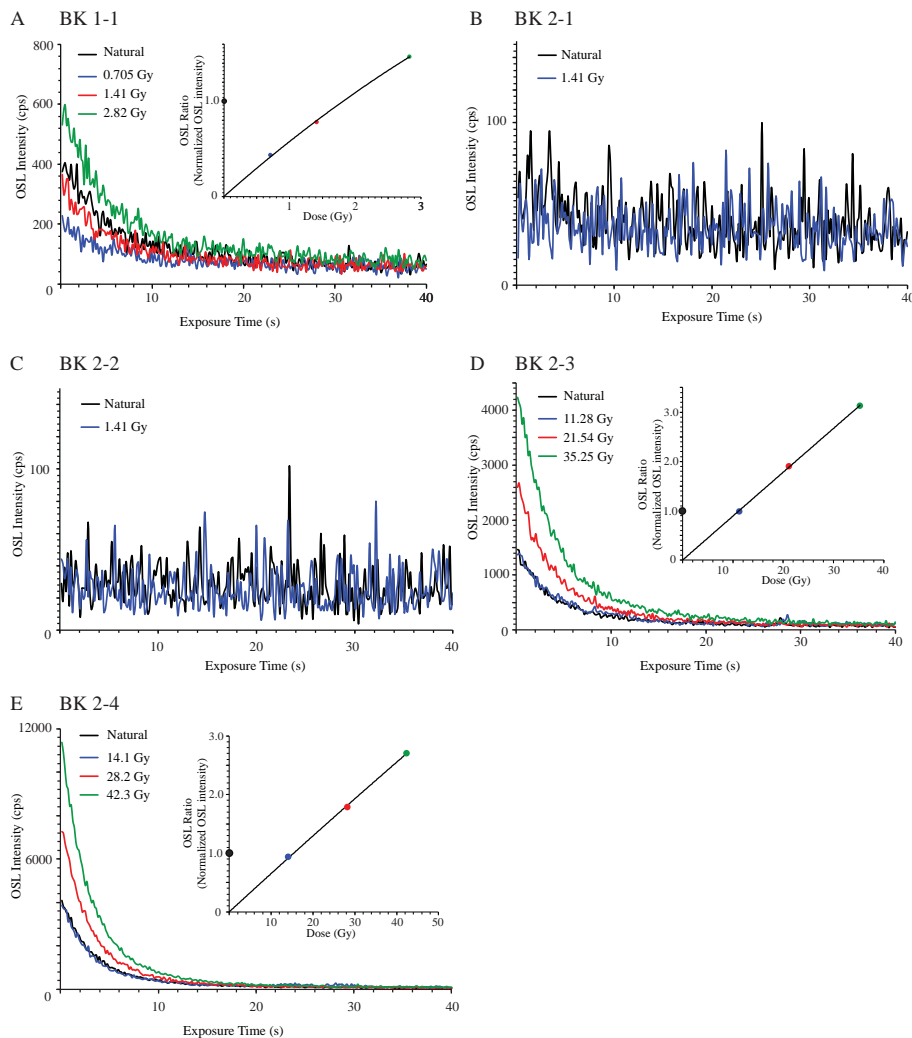 A BK 1-1
800
600
400
200
0
OSL Intensity (cps)
Natural
0.705 Gy
1.41 Gy
2.82 Gy
OSL Ratio
(Normalized OSL intensity)
1.0
0
1 2 3
Dose (Gy)
10 20 30 40
Exposure Time (s)
B BK 2-1
100
0
OSL Intensity (cps)
Natural
1.41 Gy
10 20 30 40
Exposure Time (s)
C BK 2-2
100
0
OSL Intensity (cps)
Natural
1.41 Gy
10 20 30 40
Exposure Time (s)
D BK 2-3
4000
3000
2000
1000
0
OSL Intensity (cps)
Natural
11.28 Gy
21.54 Gy
35.25 Gy
OSL Ratio
(Normalized OSL intensity)
3.0
2.0
1.0
0
10 20 30 40
Dose (Gy)
10 20 30 40
Exposure Time (s)
E BK 2-4
12000
6000
0
OSL Intensity (cps)
Natural
14.1 Gy
28.2 Gy
42.3 Gy
OSL Ratio
(Normalized OSL intensity)
3.0
2.0
1.0
0
10 20 30 40 50
Dose (Gy)
10 20 30 40
Exposure Time (s)